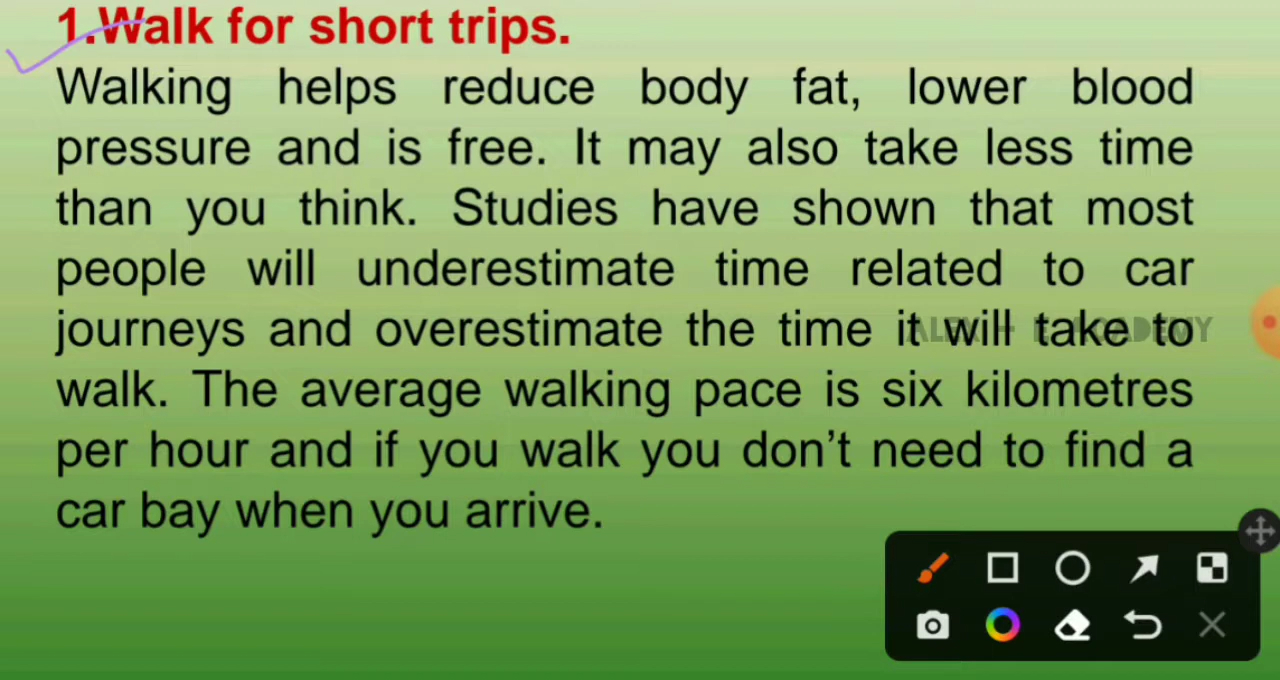 1.Walk for short trips.
Walking helps reduce body fat, lower blood
pressure and is free. It may also take less time
than you think. Studies have shown that most
people will underestimate time related to car
journeys and overestimate the time it will take to
ALEX - E ACADEMY
walk. The average walking pace is six kilometres
per hour and if you walk you don’t need to find a
car bay when you arrive.